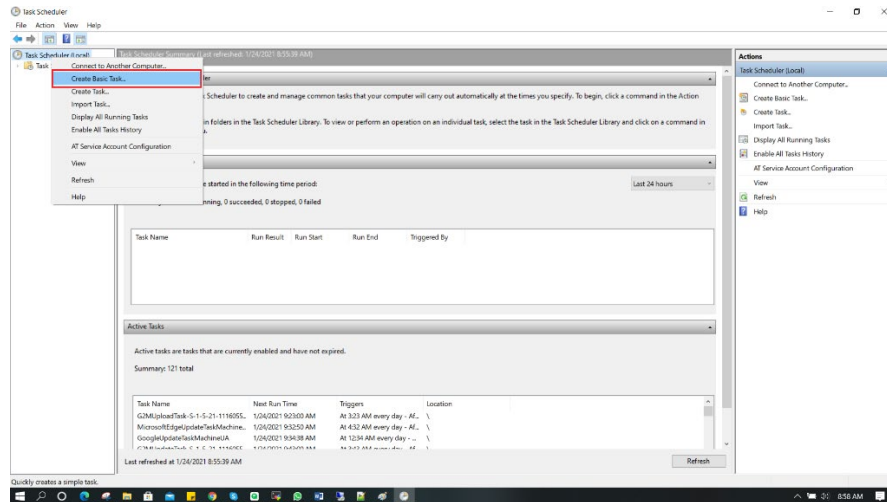 Task Scheduler
File Action View Help
Task Scheduler (Local)
Task Scheduler Summary (Last refreshed: 1/24/2021 8:55:39 AM)
Task
Connect to Another Computer...
Create Basic Task...
Create Task...
Import Task...
Display All Running Tasks
Enable All Tasks History
AT Service Account Configuration
View
Refresh
Help
ler
Scheduler to create and manage common tasks that your computer will carry out automatically at the times you specify. To begin, click a command in the Action
in folders in the Task Scheduler Library. To view or perform an operation on an individual task, select the task in the Task Scheduler Library and click on a command in
e started in the following time period:
Last 24 hours
nning, 0 succeeded, 0 stopped, 0 failed
Task Name Run Result Run Start Run End Triggered By
Active Tasks
Active tasks are tasks that are currently enabled and have not expired.
Summary: 121 total
Task Name Next Run Time Triggers Location
G2MUploadTask-S-1-5-21-1116055... 1/24/2021 9:23:00 AM At 3:23 AM every day - Af... \
MicrosoftEdgeUpdateTaskMachine... 1/24/2021 9:32:50 AM At 4:32 AM every day - Af... \
GoogleUpdateTaskMachineUA 1/24/2021 9:34:38 AM At 12:34 AM every day - ... \
Last refreshed at 1/24/2021 8:55:39 AM
Refresh
Actions
Task Scheduler (Local)
Connect to Another Computer...
Create Basic Task...
Create Task...
Import Task...
Display All Running Tasks
Enable All Tasks History
AT Service Account Configuration
View
Refresh
Help
Quickly creates a simple task.
8:58 AM